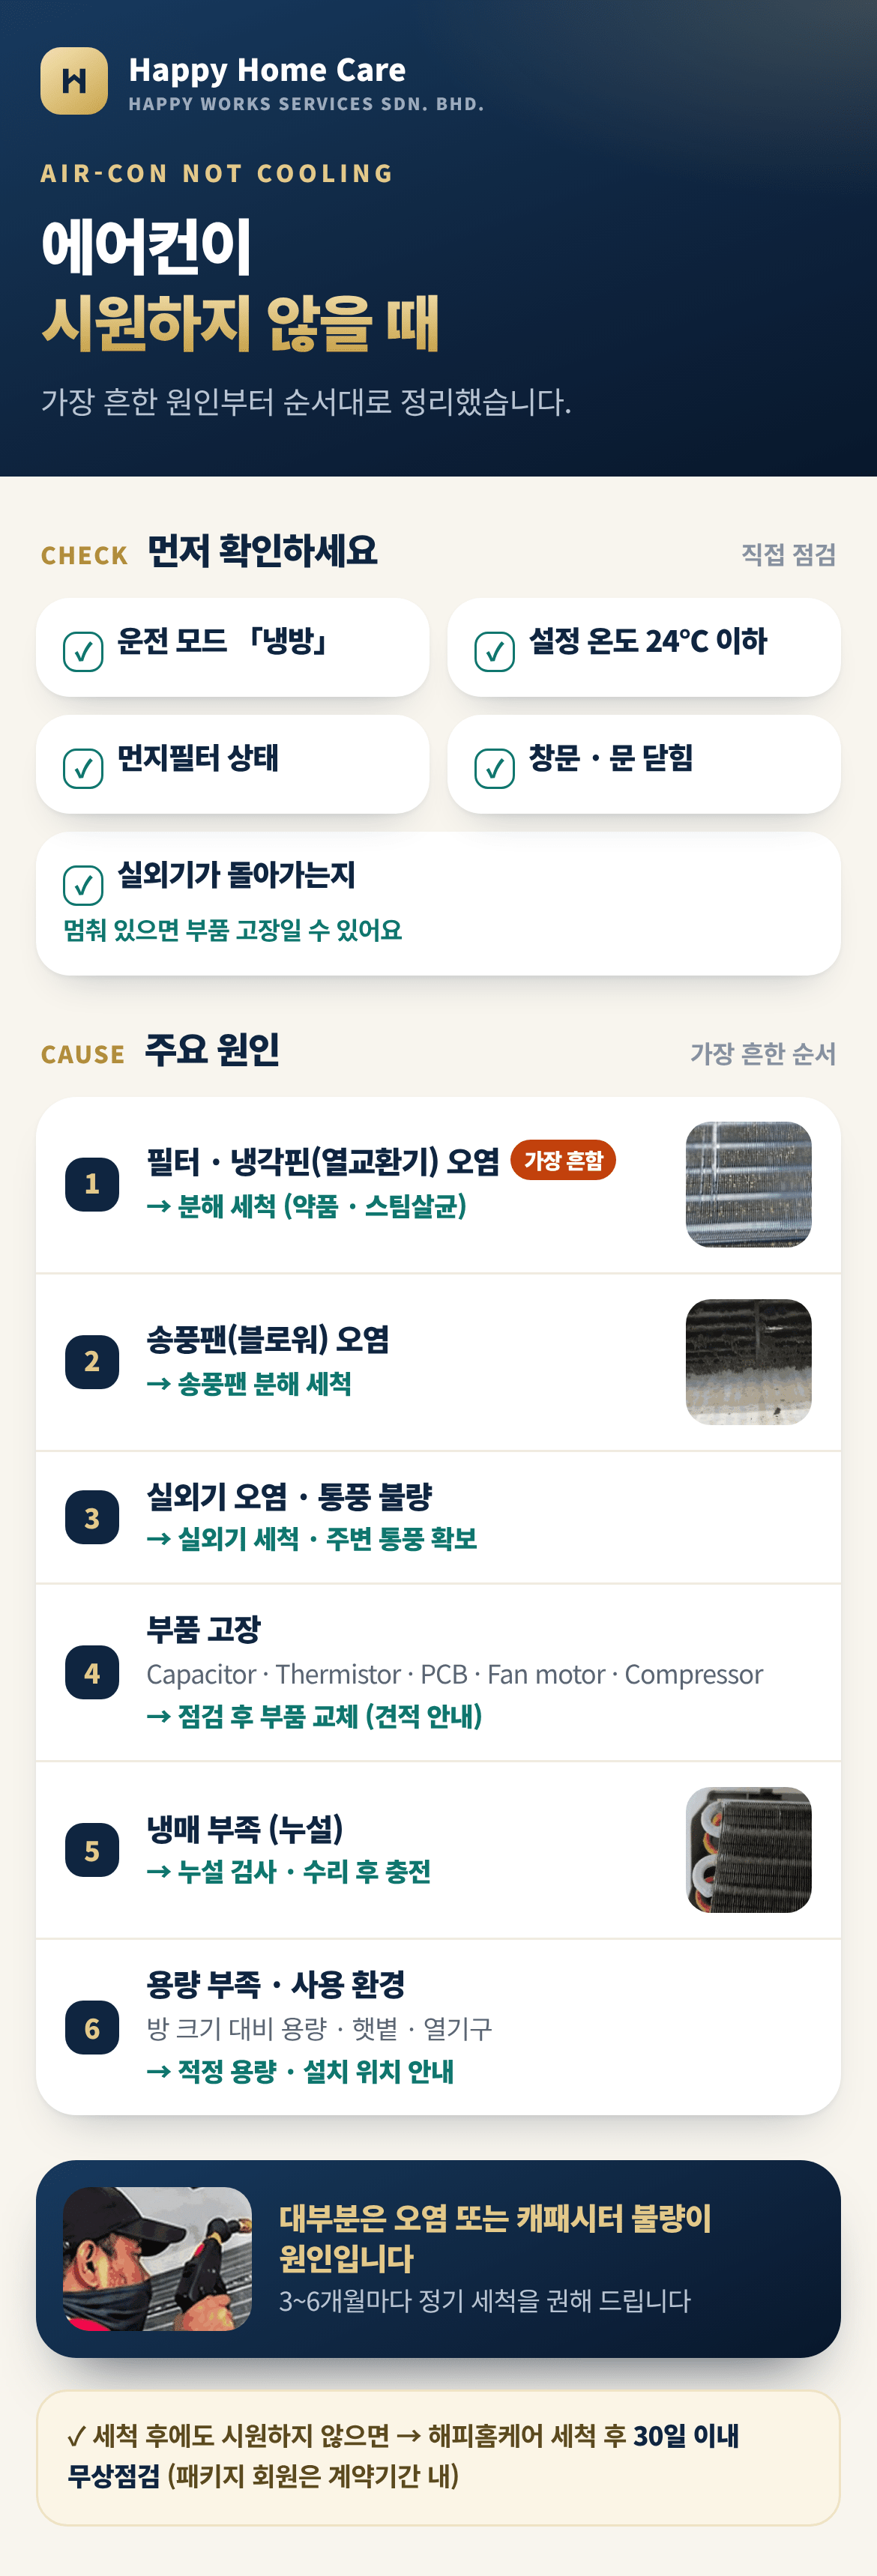 Happy Home Care
HAPPY WORKS SERVICES SDN. BHD.
AIR-CON NOT COOLING
에어컨이
시원하지 않을 때
가장 흔한 원인부터 순서대로 정리했습니다.
CHECK 먼저 확인하세요
직접 점검
✓ 운전 모드 「냉방」
✓ 설정 온도 24°C 이하
✓ 먼지필터 상태
✓ 창문 · 문 닫힘
✓ 실외기가 돌아가는지
멈춰 있으면 부품 고장일 수 있어요
CAUSE 주요 원인
가장 흔한 순서
1
필터 · 냉각핀(열교환기) 오염 가장 흔함
→ 분해 세척 (약품 · 스팀살균)
2
송풍팬(블로워) 오염
→ 송풍팬 분해 세척
3
실외기 오염 · 통풍 불량
→ 실외기 세척 · 주변 통풍 확보
4
부품 고장
Capacitor · Thermistor · PCB · Fan motor · Compressor
→ 점검 후 부품 교체 (견적 안내)
5
냉매 부족 (누설)
→ 누설 검사 · 수리 후 충전
6
용량 부족 · 사용 환경
방 크기 대비 용량 · 햇볕 · 열기구
→ 적정 용량 · 설치 위치 안내
대부분은 오염 또는 캐패시터 불량이
원인입니다
3~6개월마다 정기 세척을 권해 드립니다
✓ 세척 후에도 시원하지 않으면 → 해피홈케어 세척 후 30일 이내
무상점검 (패키지 회원은 계약기간 내)